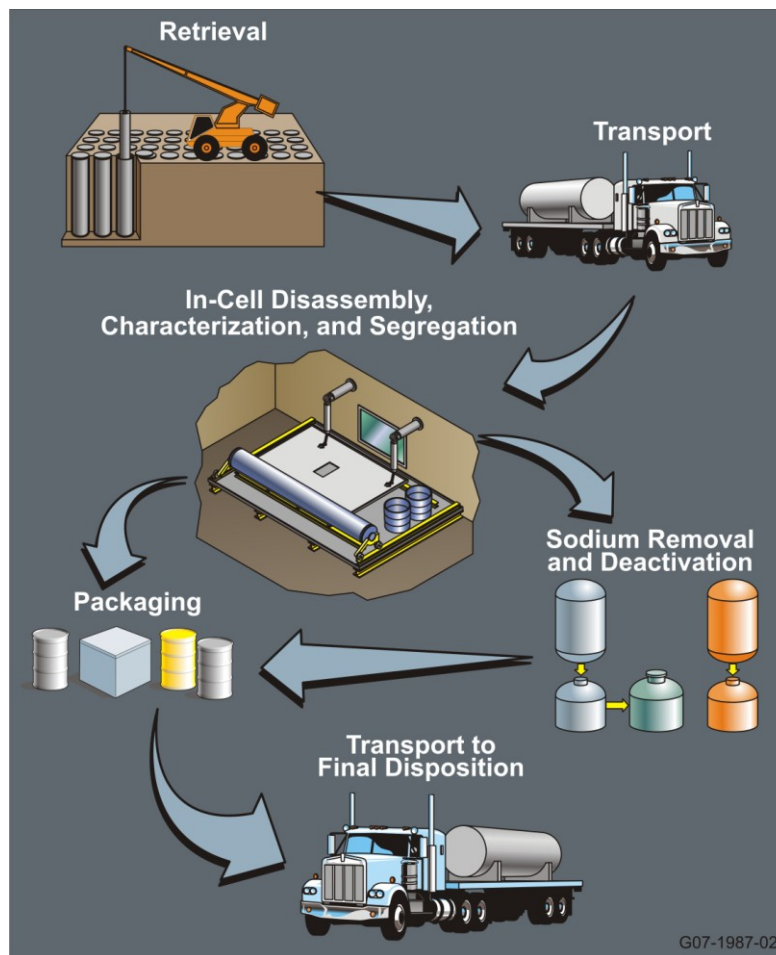 Retrieval
Transport
In-Cell Disassembly,
Characterization, and Segregation
Sodium Removal
and Deactivation
Packaging
Transport to
Final Disposition
G07-1987-02